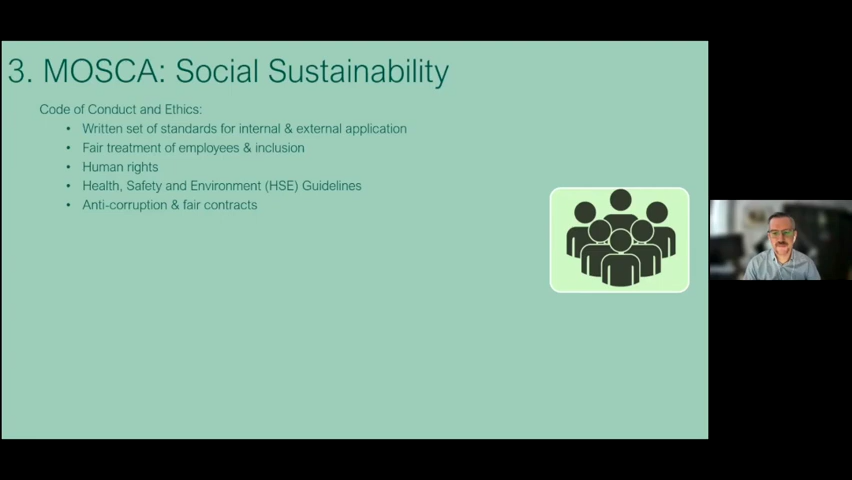 3. MOSCA: Social Sustainability
Code of Conduct and Ethics:
• Written set of standards for internal & external application
• Fair treatment of employees & inclusion
• Human rights
• Health, Safety and Environment (HSE) Guidelines
• Anti-corruption & fair contracts